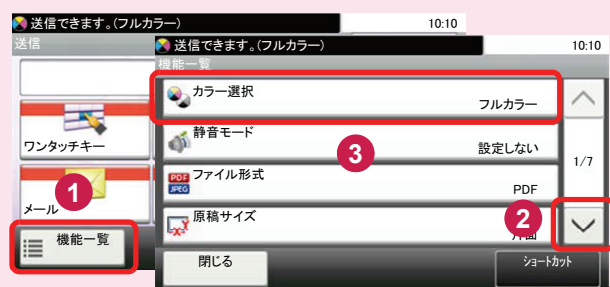 送信できます。(フルカラー)
10:10
送信
ワンタッチキー
メール
1
機能一覧
送信できます。(フルカラー)
10:10
機能一覧
カラー選択
フルカラー
静音モード
設定しない
3
1/7
PDF
JPEG
ファイル形式
PDF
X
Y
原稿サイズ
2
閉じる
ショートカット